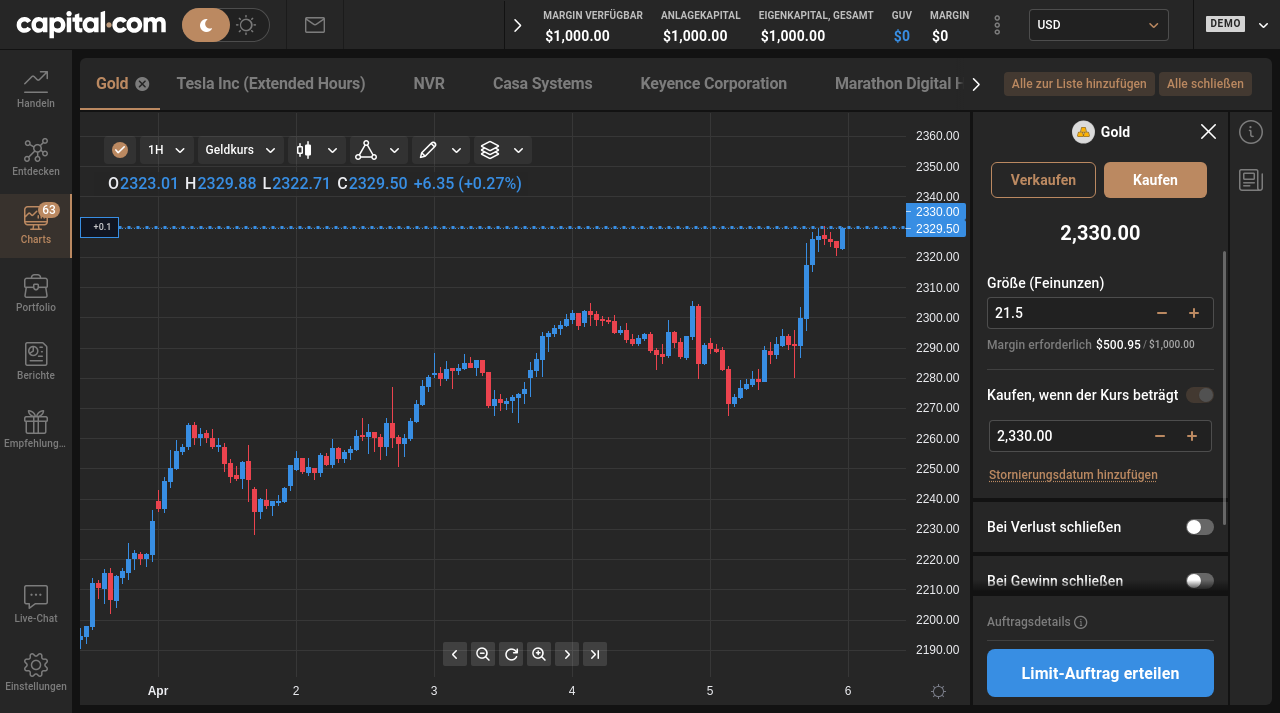 capital.com
MARGIN VERFÜGBAR
$1,000.00
ANLAGEKAPITAL
$1,000.00
EIGENKAPITAL, GESAMT
$1,000.00
GUV
$0
MARGIN
$0
USD
DEMO
Handeln
Entdecken
63
Charts
Portfolio
Berichte
Empfehlung...
Live-Chat
Einstellungen
Gold
Tesla Inc (Extended Hours)
NVR
Casa Systems
Keyence Corporation
Marathon Digital H
Alle zur Liste hinzufügen
Alle schließen
1H
Geldkurs
O2323.01 H2329.88 L2322.71 C2329.50 +6.35 (+0.27%)
+0.1
2360.00
2350.00
2340.00
2330.00
2329.50
2320.00
2310.00
2300.00
2290.00
2280.00
2270.00
2260.00
2250.00
2240.00
2230.00
2220.00
2210.00
2200.00
2190.00
Apr
2
3
4
5
6
Gold
Verkaufen
Kaufen
2,330.00
Größe (Feinunzen)
21.5
Margin erforderlich $500.95 / $1,000.00
Kaufen, wenn der Kurs beträgt
2,330.00
Stornierungsdatum hinzufügen
Bei Verlust schließen
Bei Gewinn schließen
Auftragsdetails
Limit-Auftrag erteilen